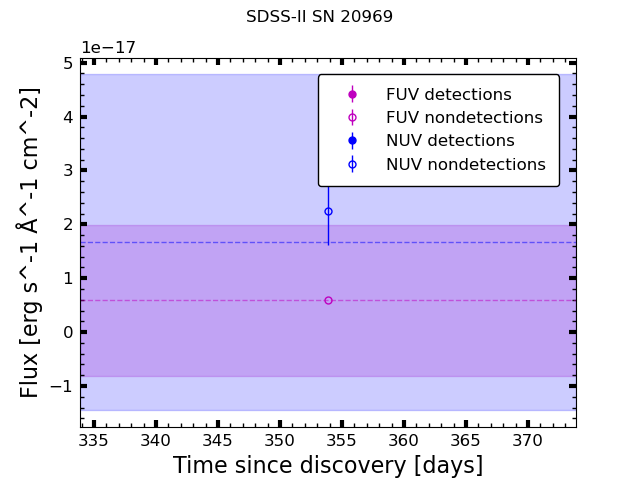 SDSS-II SN 20969
1e−17
5
4
3
2
1
0
−1
Flux [erg s^-1 Å^-1 cm^-2]
FUV detections
FUV nondetections
NUV detections
NUV nondetections
335 340 345 350 355 360 365 370
Time since discovery [days]